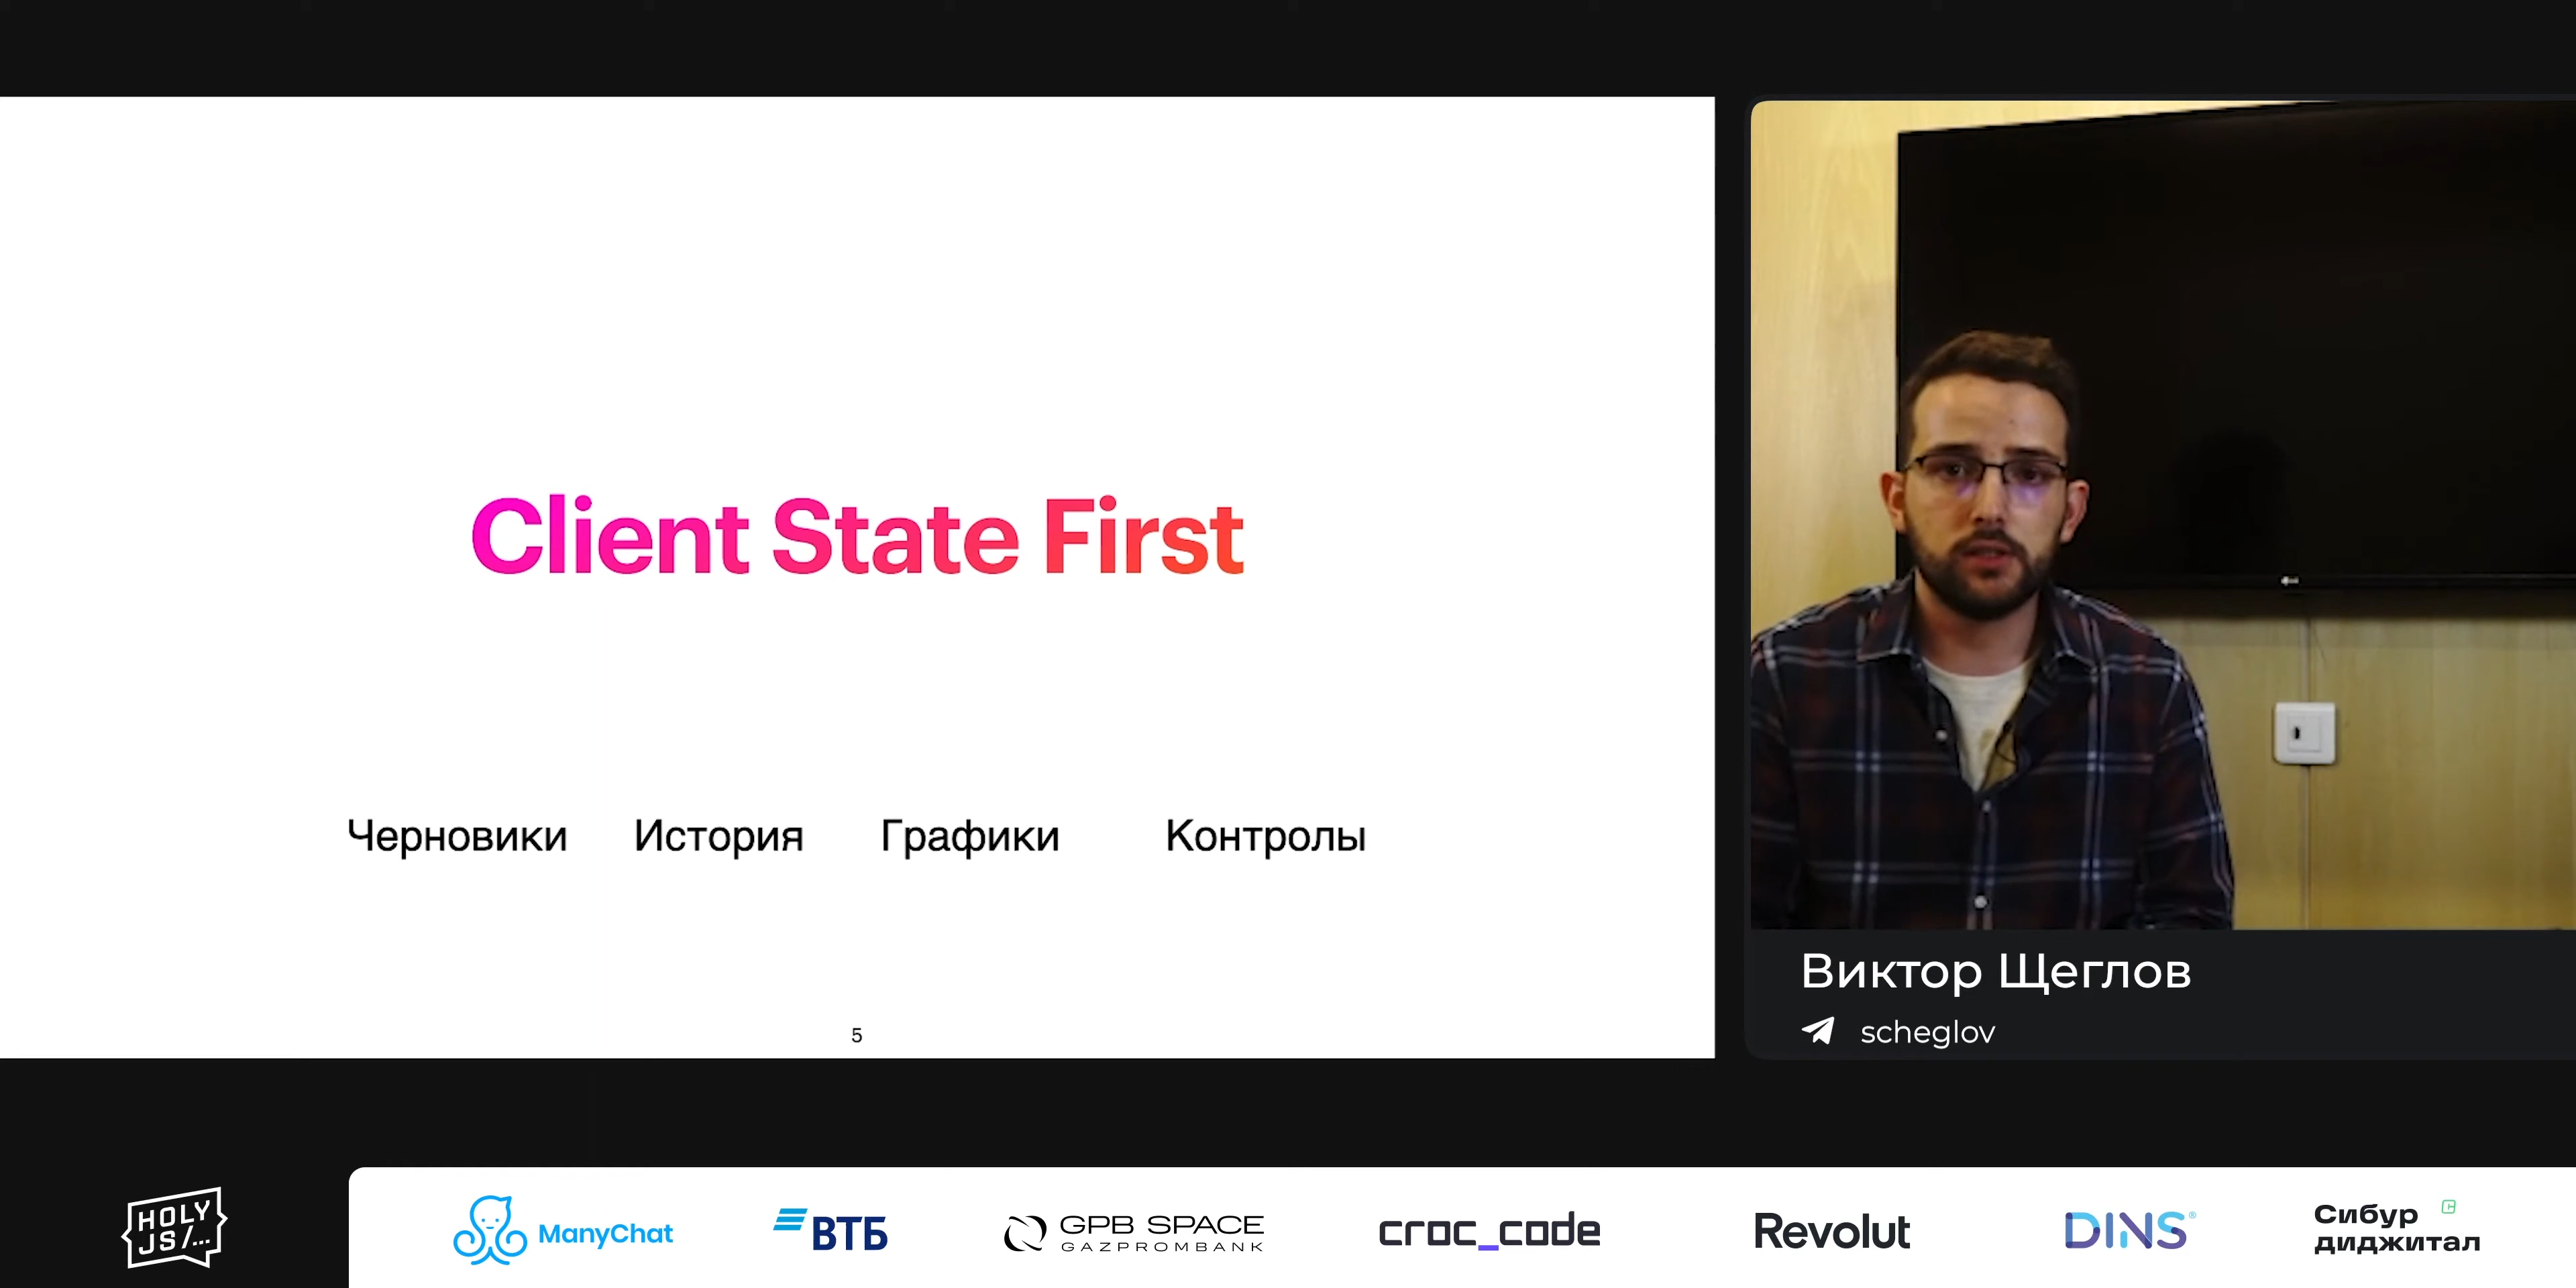 Client State First
Черновики История Графики Контролы
5
Виктор Щеглов
scheglov
HOLY
JS/...
ManyChat
ВТБ
GPB SPACE
GAZPROMBANK
croc_code
Revolut
DINS®
Сибур
диджитал